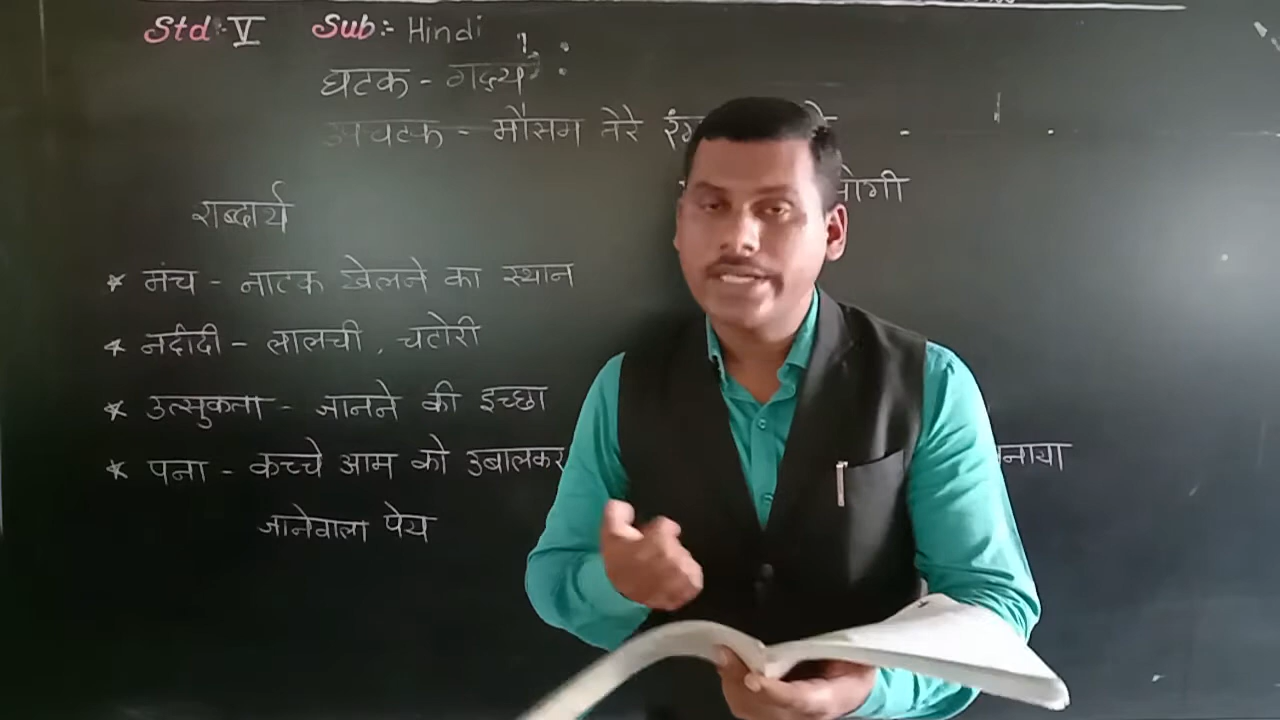 Std :- V Sub:- Hindi
घटक - गद्य
उपघटक - मौसम तेरे रंग
शब्दार्थ
* मंच - नाटक खेलने का स्थान
* नदीदी - लालची , चटोरी
* उत्सुकता - जानने की इच्छा
* पना - कच्चे आम को उबालकर
जानेवाला पेय